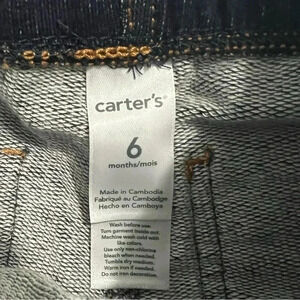 carter's®
6
months/mois
Made in Cambodia
Fabriqué au Cambodge
Hecho en Camboya
Wash before use.
Turn garment inside out.
Machine wash cold with
like colors.
Use only non-chlorine
bleach when needed.
Tumble dry medium.
Warm iron if needed.
Do not iron decoration.